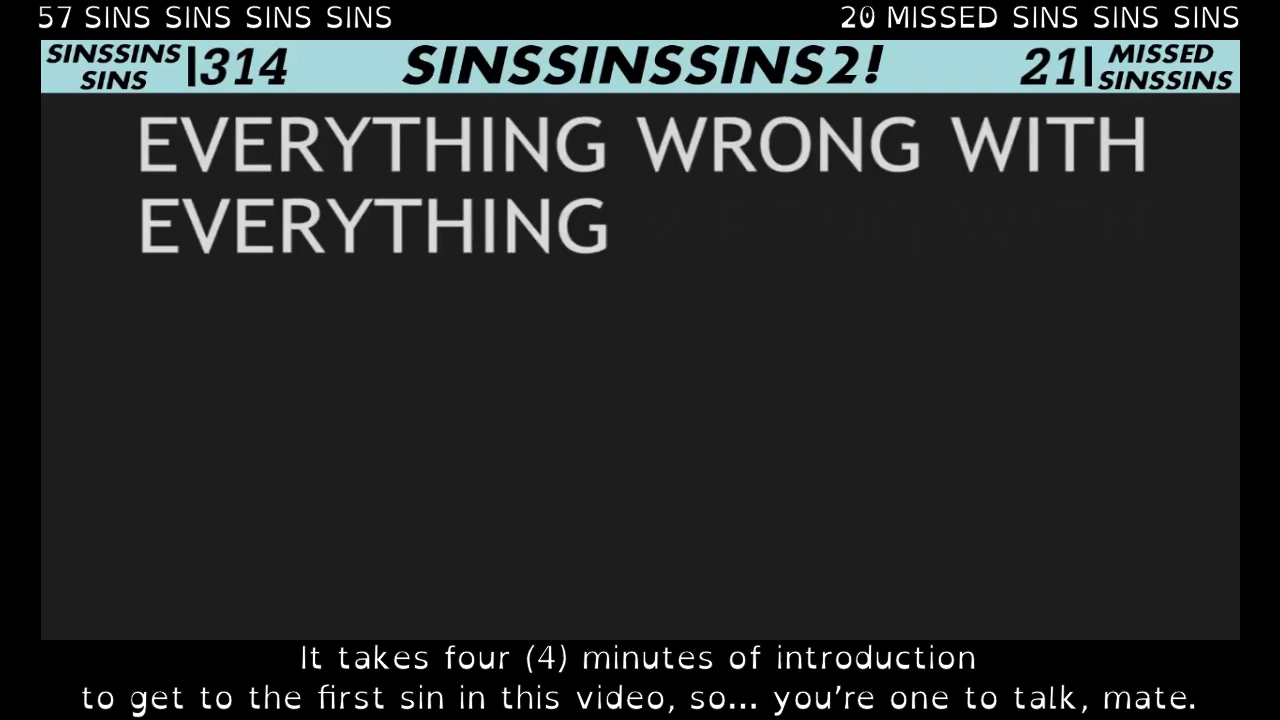 57 SINS SINS SINS SINS
20 MISSED SINS SINS SINS
SINSSINS SINS |314
SINSSINSSINS2!
21| MISSED SINSSINS
EVERYTHING WRONG WITH
EVERYTHING WRONG WITH
It takes four (4) minutes of introduction
to get to the first sin in this video, so... you're one to talk, mate.